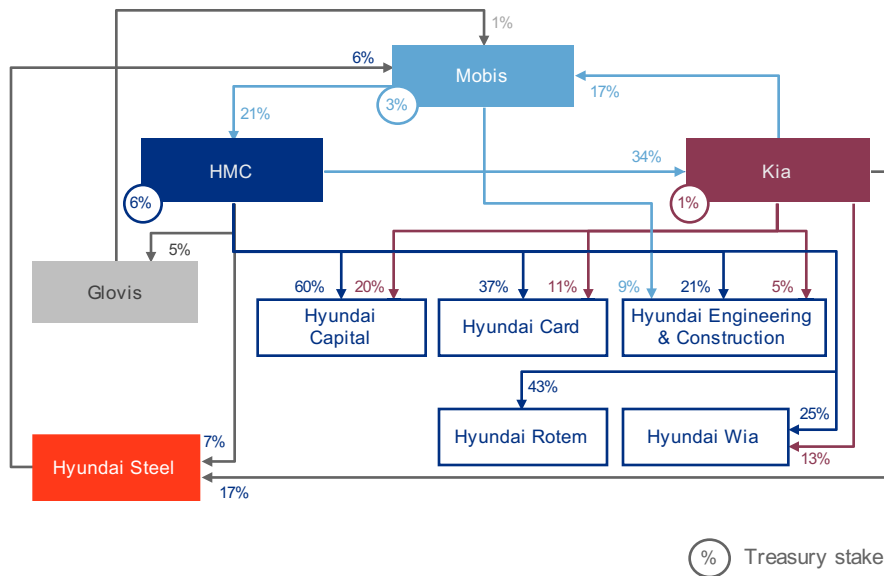 1%
6%
Mobis
17%
3%
21%
HMC
34%
Kia
6%
1%
5%
Glovis
60%
20%
37%
11%
9%
21%
5%
Hyundai
Capital
Hyundai Card
Hyundai Engineering
& Construction
43%
25%
Hyundai Rotem
Hyundai Wia
7%
13%
Hyundai Steel
17%
% Treasury stake